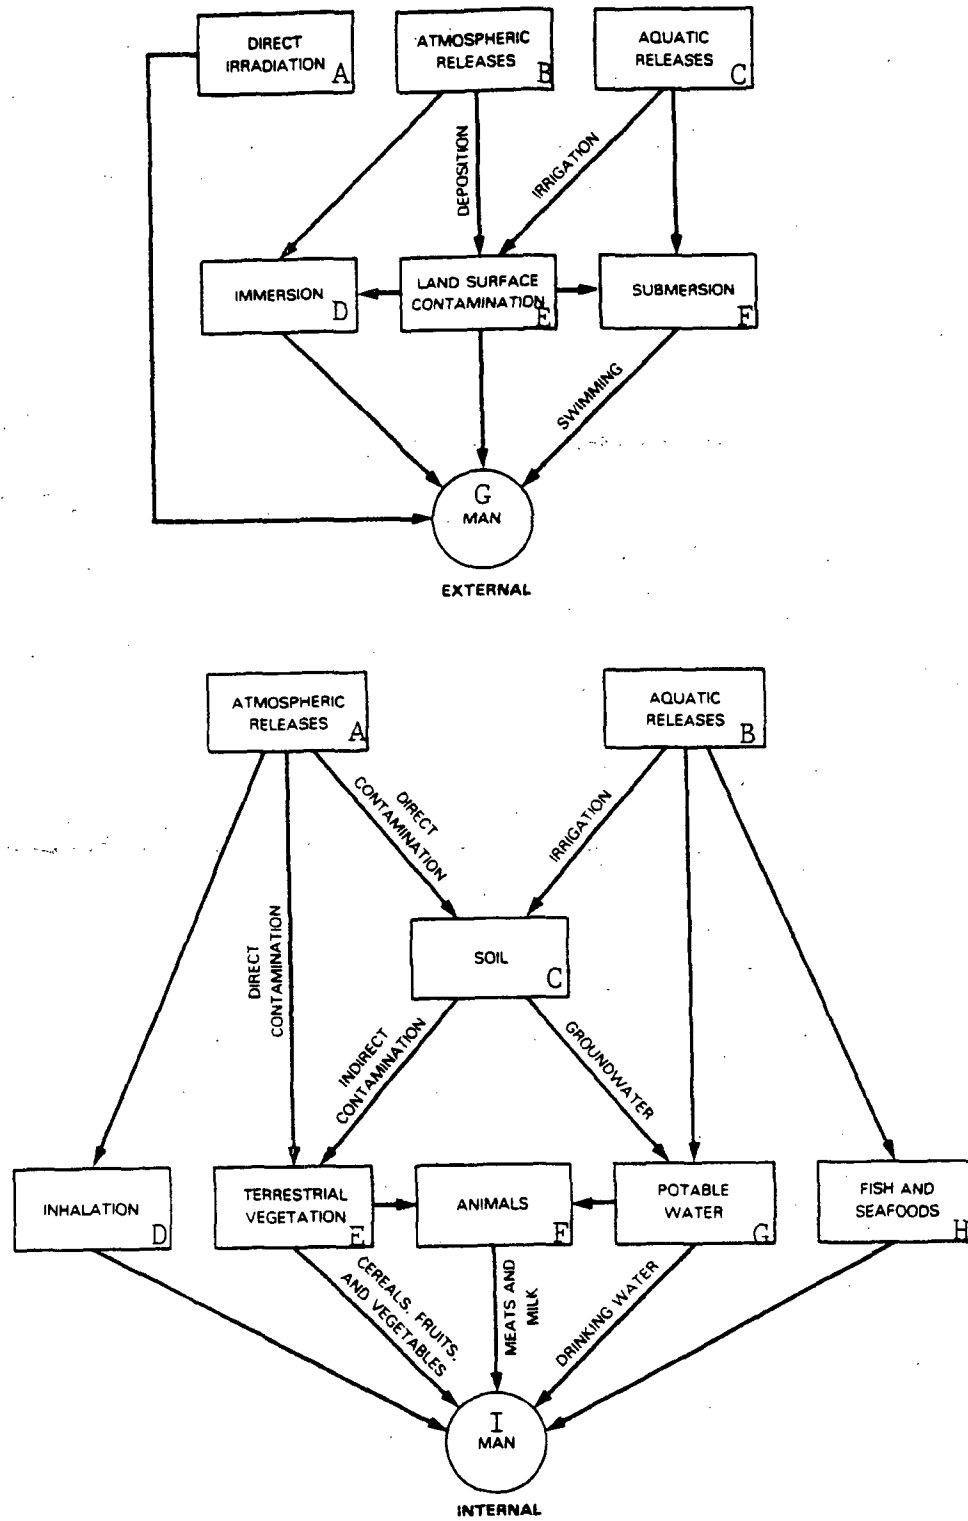 DIRECT
IRRADIATION
A
ATMOSPHERIC
RELEASES
B
AQUATIC
RELEASES
C
DEPOSITION
IRRIGATION
IMMERSION
D
LAND SURFACE
CONTAMINATION
E
SUBMERSION
F
SWIMMING
G
MAN
EXTERNAL
ATMOSPHERIC
RELEASES
A
AQUATIC
RELEASES
B
DIRECT
CONTAMINATION
IRRIGATION
DIRECT
CONTAMINATION
SOIL
C
INDIRECT
CONTAMINATION
GROUNDWATER
INHALATION
D
TERRESTRIAL
VEGETATION
E
ANIMALS
F
POTABLE
WATER
G
FISH AND
SEAFOODS
H
CEREALS, FRUITS,
AND VEGETABLES
MEATS AND
MILK
DRINKING WATER
I
MAN
INTERNAL